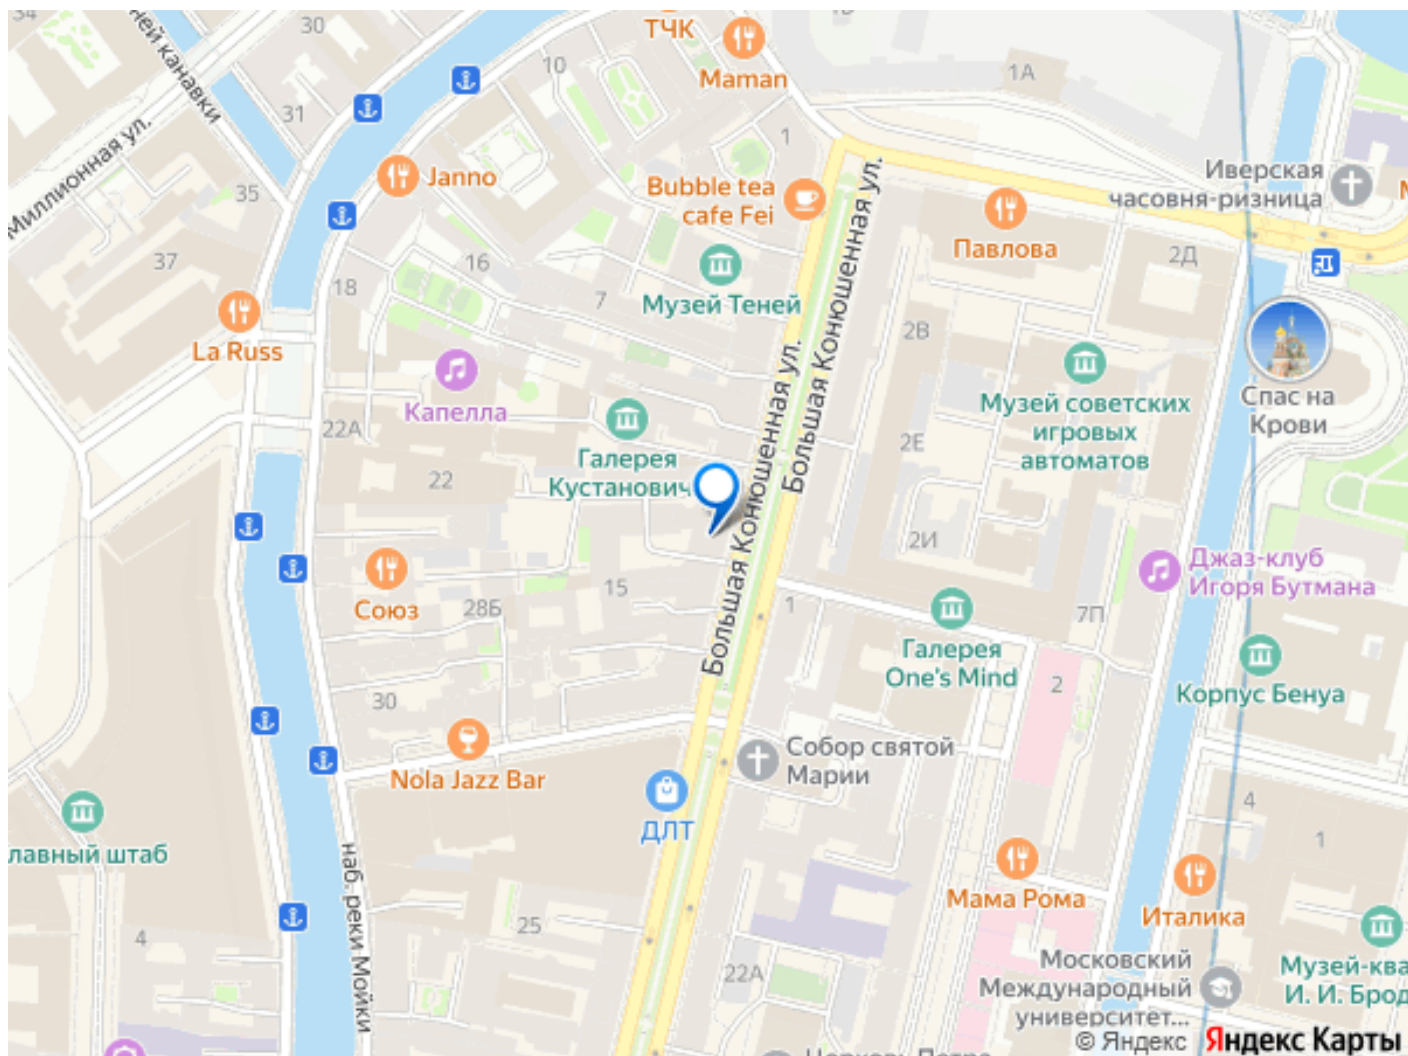 34
30
ней канавки
31
10
ТЧК
Maman
1А
Миллионная ул.
35
Janno
1
Bubble tea
cafe Fei
Большая Конюшенная ул.
Павлова
Иверская
часовня-ризница
37
18
16
7
Музей Теней
2Д
2В
La Russ
Капелла
Музей советских
игровых
автоматов
Спас на
Крови
22А
22
Галерея
Кустанович
Большая Конюшенная ул.
2Е
2И
Союз
28Б
15
1
Джаз-клуб
Игоря Бутмана
7П
Галерея
One's Mind
2
Корпус Бенуа
30
Nola Jazz Bar
Собор святой
Марии
ДЛТ
лавный штаб
4
1
наб. реки Мойки
Мама Рома
Италика
25
4
22А
Московский
Международный
университет...
Музей-ква
И. И. Брод
© Яндекс
Яндекс Карты